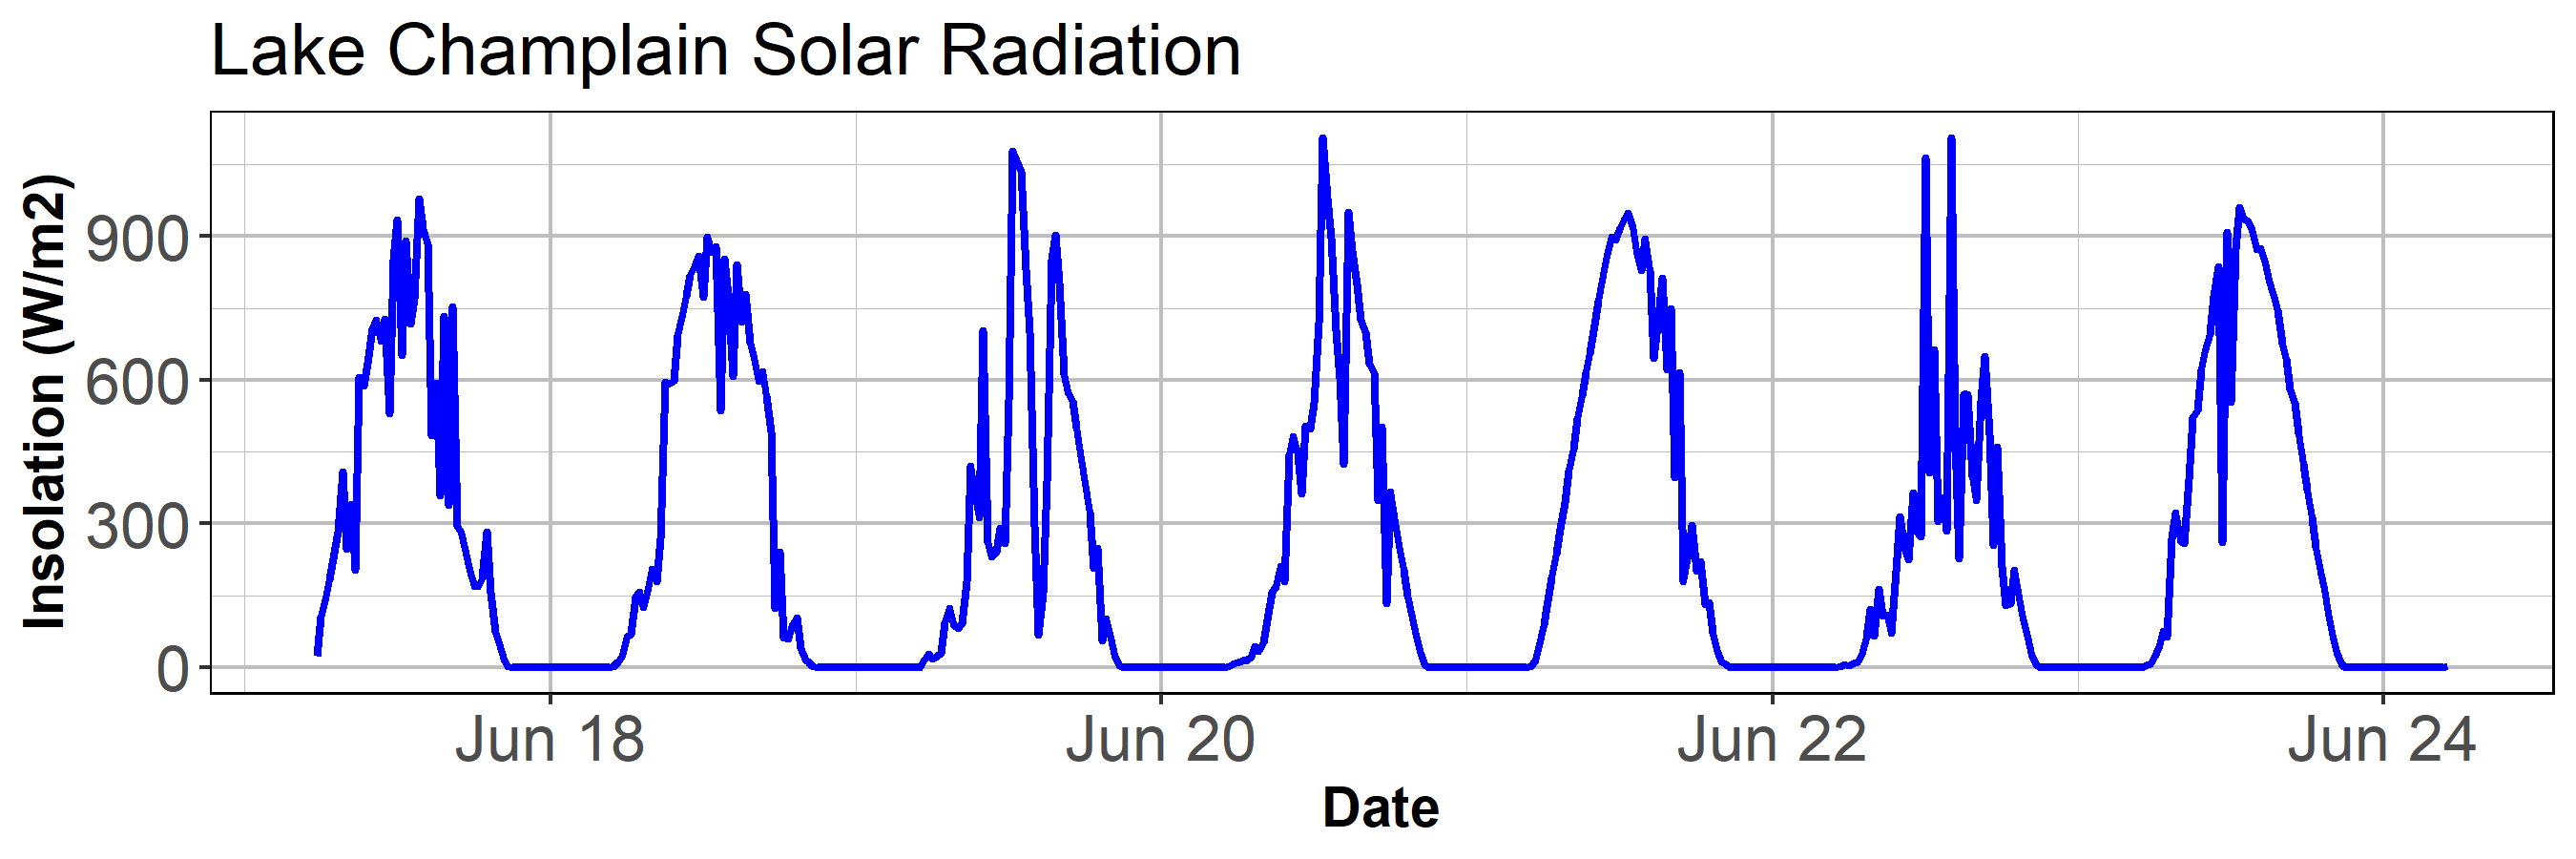 Lake Champlain Solar Radiation
Insolation (W/m2)
900
600
300
0
Jun 18
Jun 20
Jun 22
Jun 24
Date